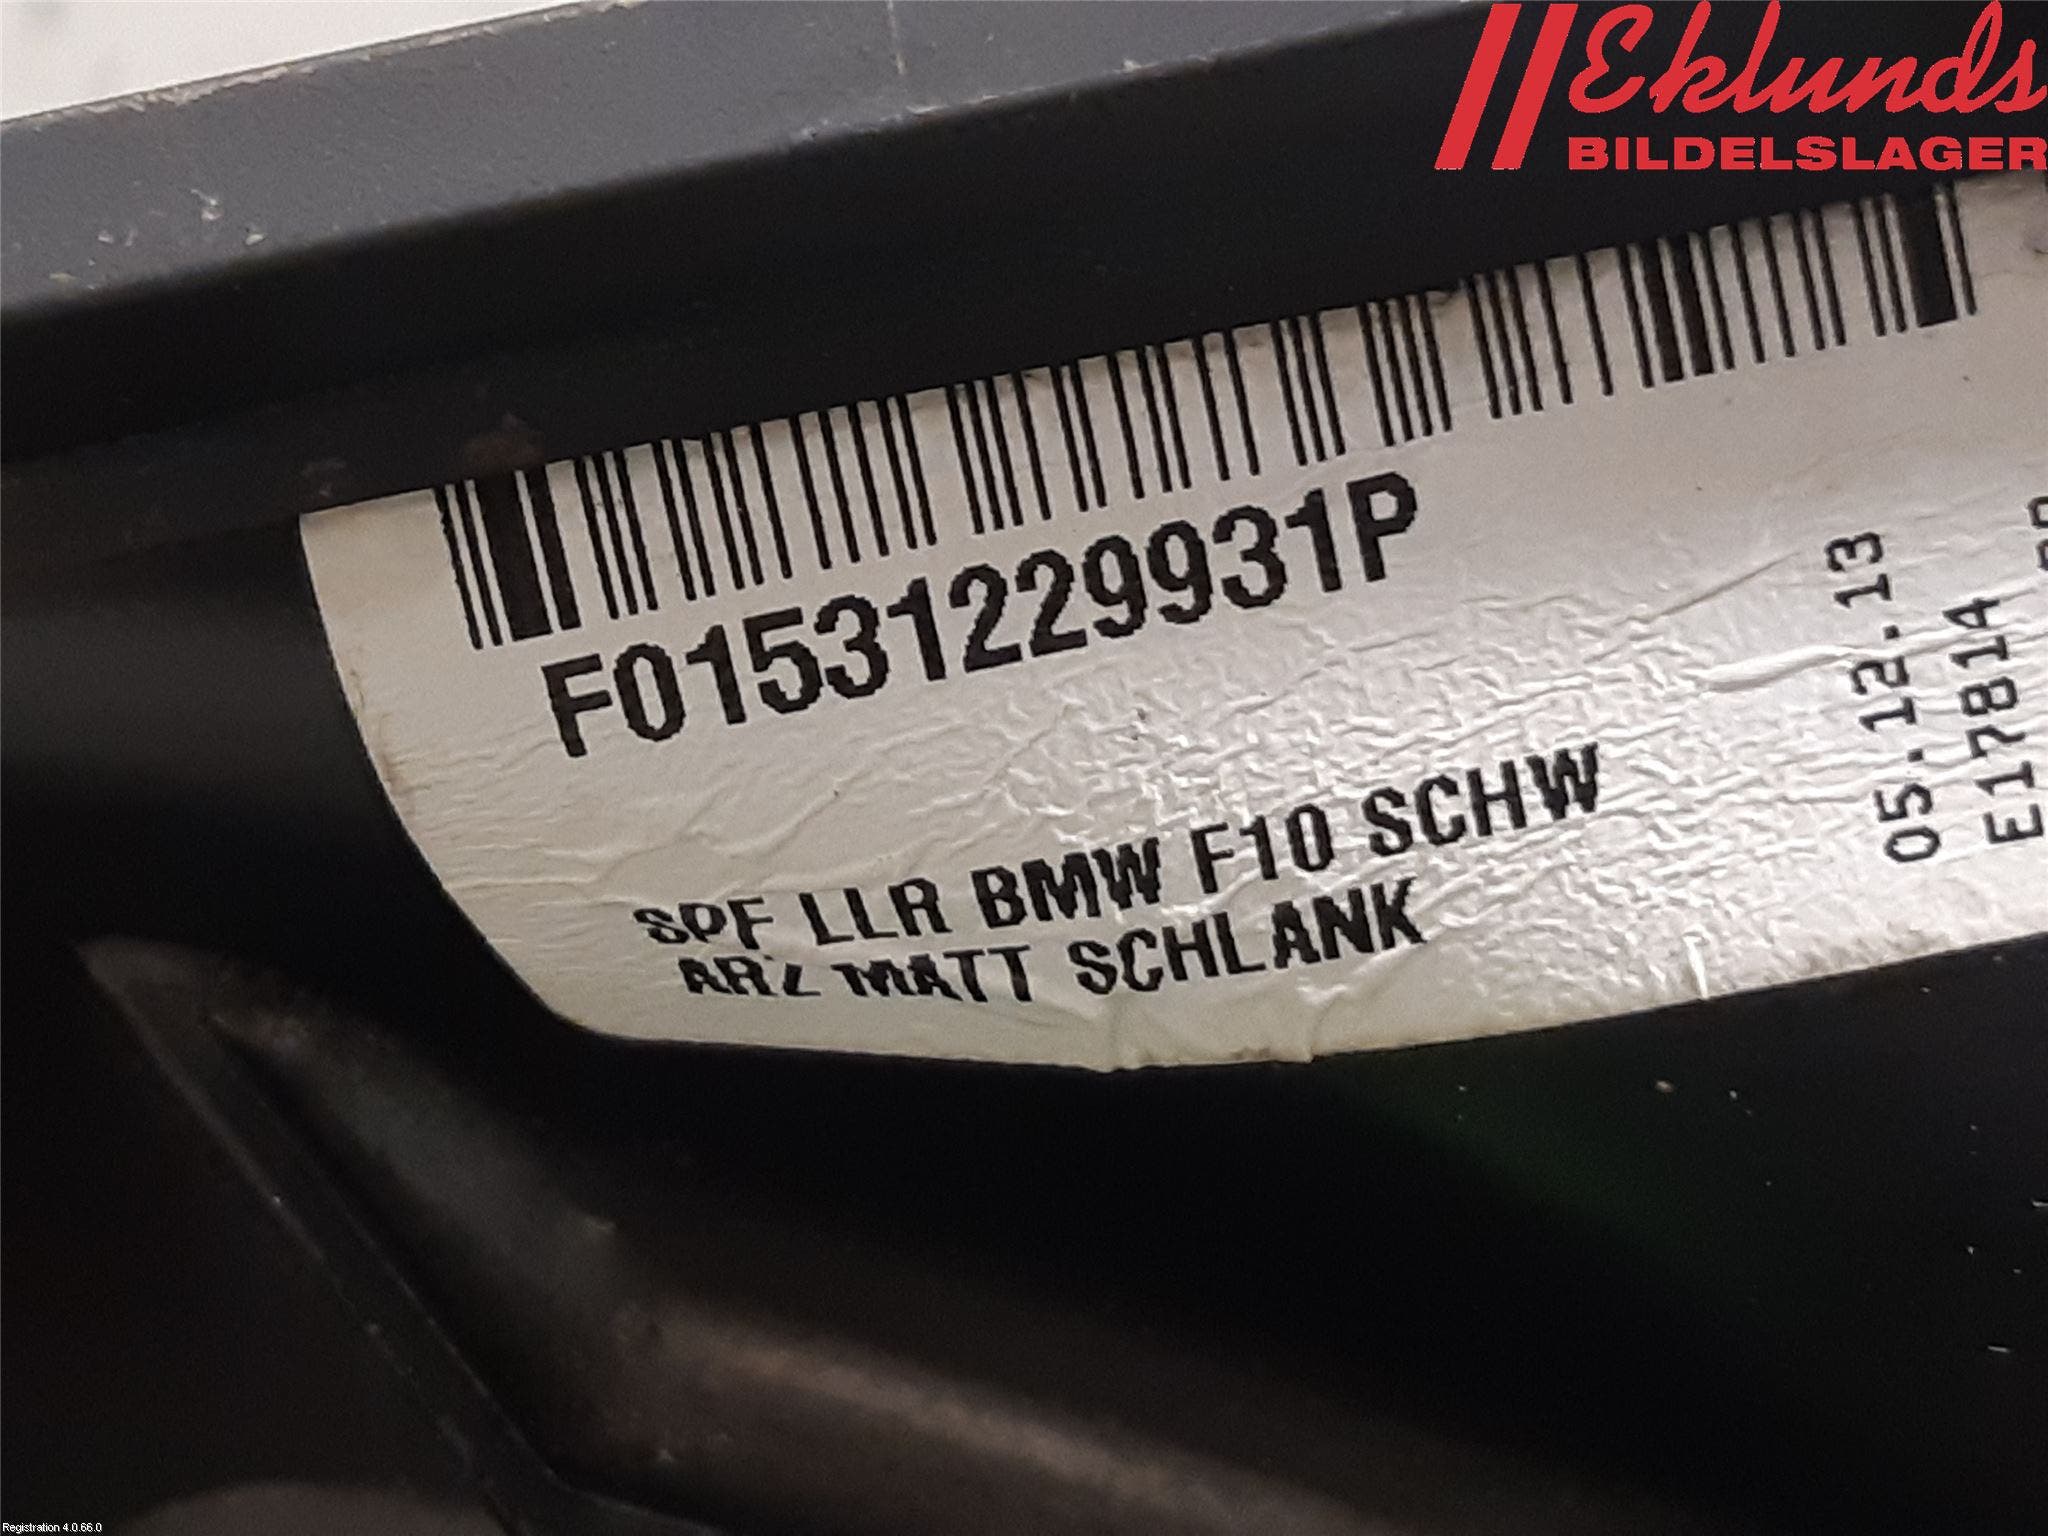 Eklunds
BILDELSLAGER
F01531229931P
SPF LLR BMW F10 SCHW
ARZ MATT SCHLANK
05.12.13
E17814
Registration 4.0.66.0